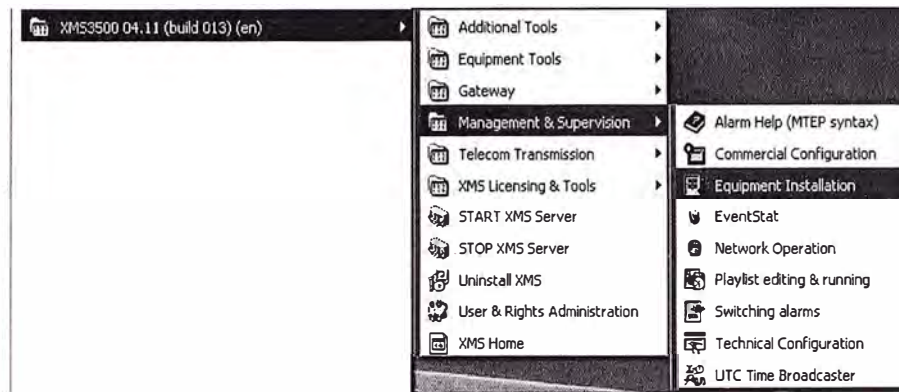 XMS3500 04.11 (build 013) (en)
Additional Tools
Equipment Tools
Gateway
Management & Supervision
Telecom Transmission
XMS Licensing & Tools
START XMS Server
STOP XMS Server
Uninstall XMS
User & Rights Administration
XMS Home
Alarm Help (MTEP syntax)
Commercial Configuration
Equipment Installation
EventStat
Network Operation
Playlist editing & running
Switching alarms
Technical Configuration
UTC Time Broadcaster